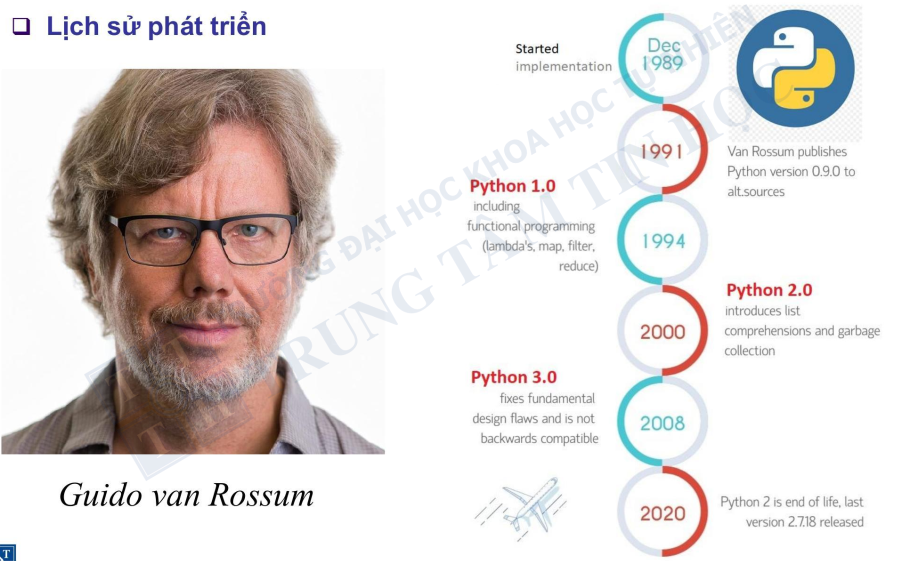 Lịch sử phát triển
Guido van Rossum
Started
implementation
Dec
1989
1991
Van Rossum publishes
Python version 0.9.0 to
alt.sources
Python 1.0
including
functional programming
(lambda's, map, filter,
reduce)
1994
Python 2.0
introduces list
comprehensions and garbage
collection
2000
Python 3.0
fixes fundamental
design flaws and is not
backwards compatible
2008
2020
Python 2 is end of life, last
version 2.7.18 released
ĐẠI HỌC KHOA HỌC TỰ NHIÊN
TRUNG TÂM TIN HỌC
T